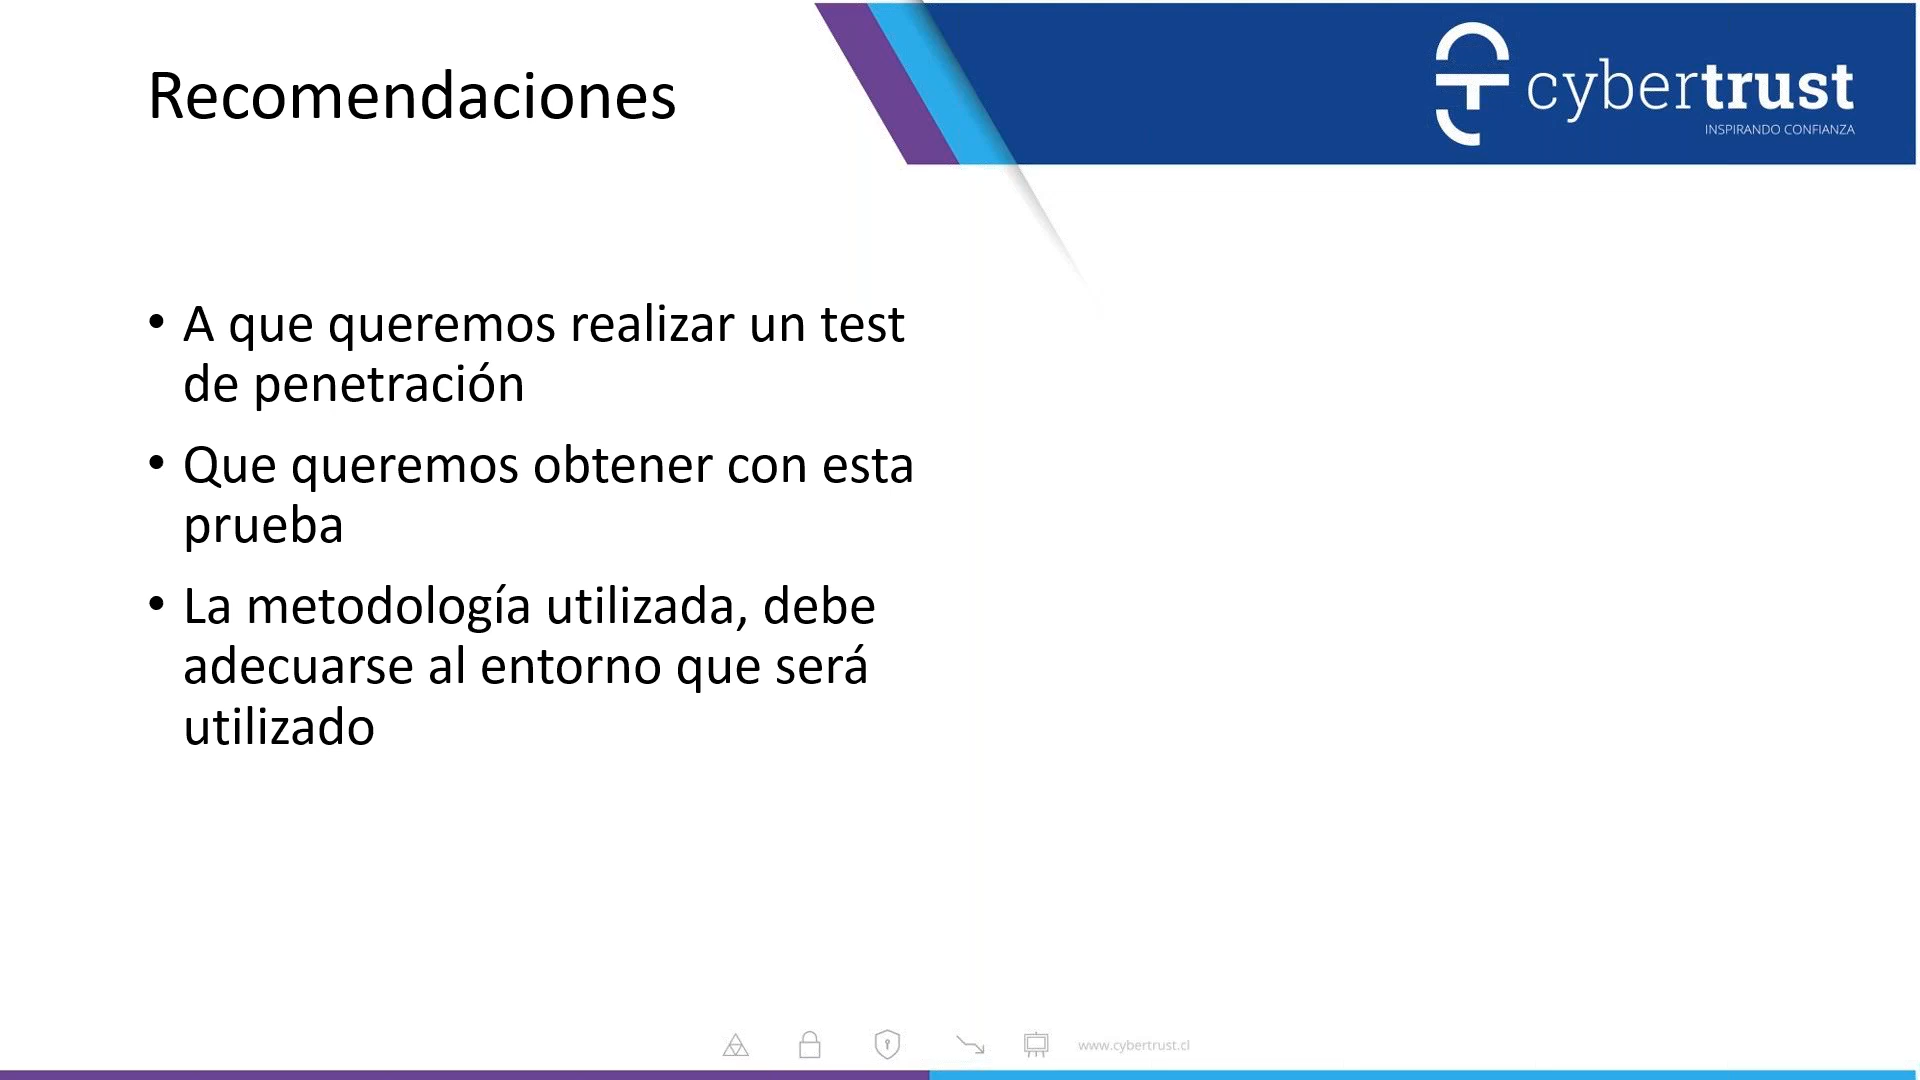 Recomendaciones
cybertrust
INSPIRANDO CONFIANZA
• A que queremos realizar un test
de penetración
• Que queremos obtener con esta
prueba
• La metodología utilizada, debe
adecuarse al entorno que será
utilizado
www.cybertrust.cl